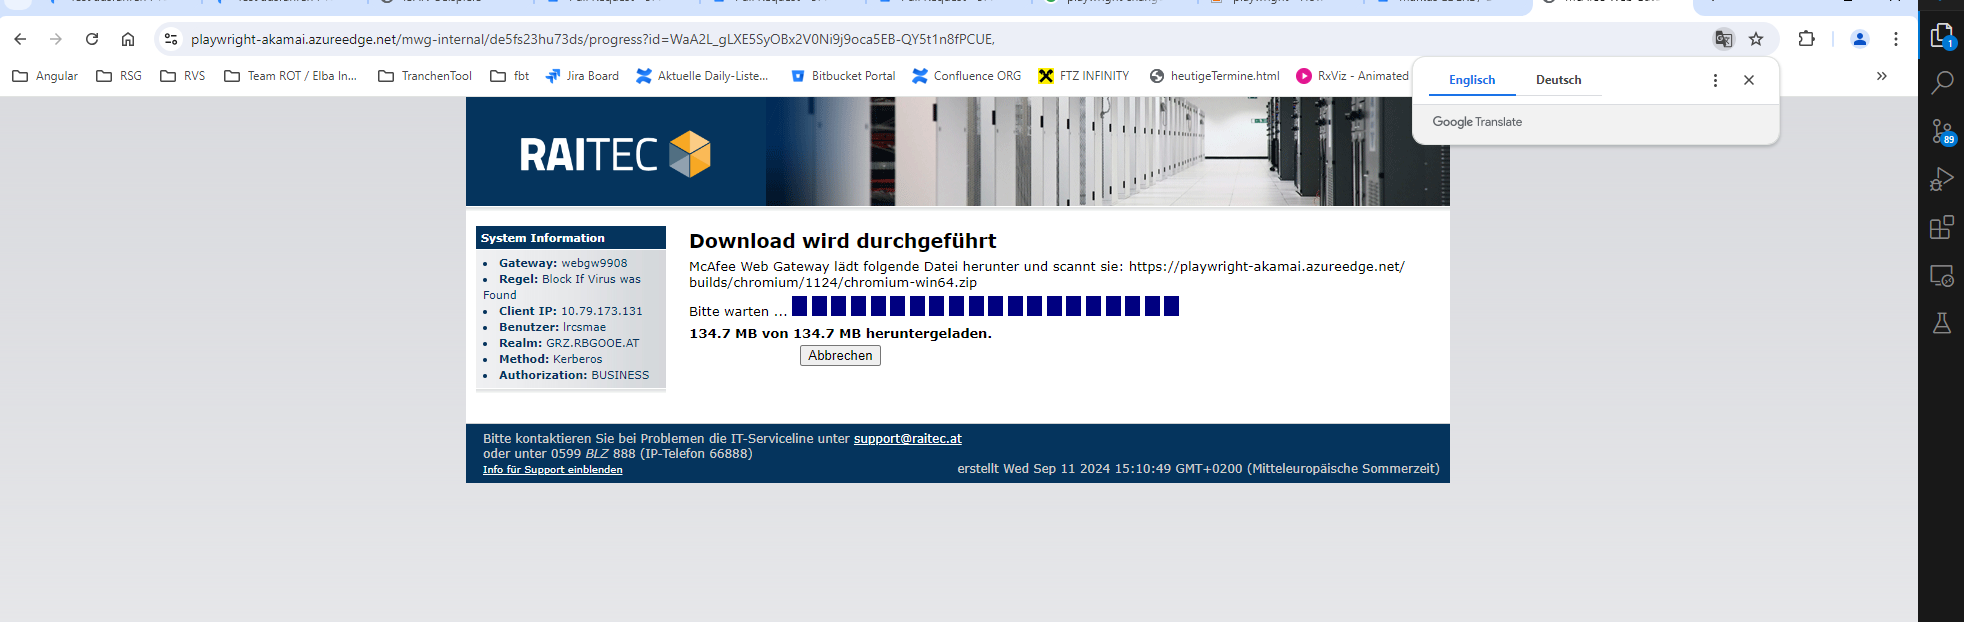 playwright-akamai.azureedge.net/mwg-internal/de5fs23hu73ds/progress?id=WaA2L_gLXE5SyOBx2V0Ni9j9oca5EB-QY5t1n8fPCUE,
1
Angular RSG RVS Team ROT / Elba In... TranchenTool fbt Jira Board Aktuelle Daily-Liste... Bitbucket Portal Confluence ORG FTZ INFINITY heutigeTermine.html RxViz - Animated
Englisch Deutsch
Google Translate
89
RAITEC
System Information
Gateway: webgw9908
Regel: Block If Virus was
Found
Client IP: 10.79.173.131
Benutzer: lrcsmae
Realm: GRZ.RBGOOE.AT
Method: Kerberos
Authorization: BUSINESS
Download wird durchgeführt
McAfee Web Gateway lädt folgende Datei herunter und scannt sie: https://playwright-akamai.azureedge.net/
builds/chromium/1124/chromium-win64.zip
Bitte warten ...
134.7 MB von 134.7 MB heruntergeladen.
Abbrechen
Bitte kontaktieren Sie bei Problemen die IT-Serviceline unter support@raitec.at
oder unter 0599 BLZ 888 (IP-Telefon 66888)
Info für Support einblenden
erstellt Wed Sep 11 2024 15:10:49 GMT+0200 (Mitteleuropäische Sommerzeit)